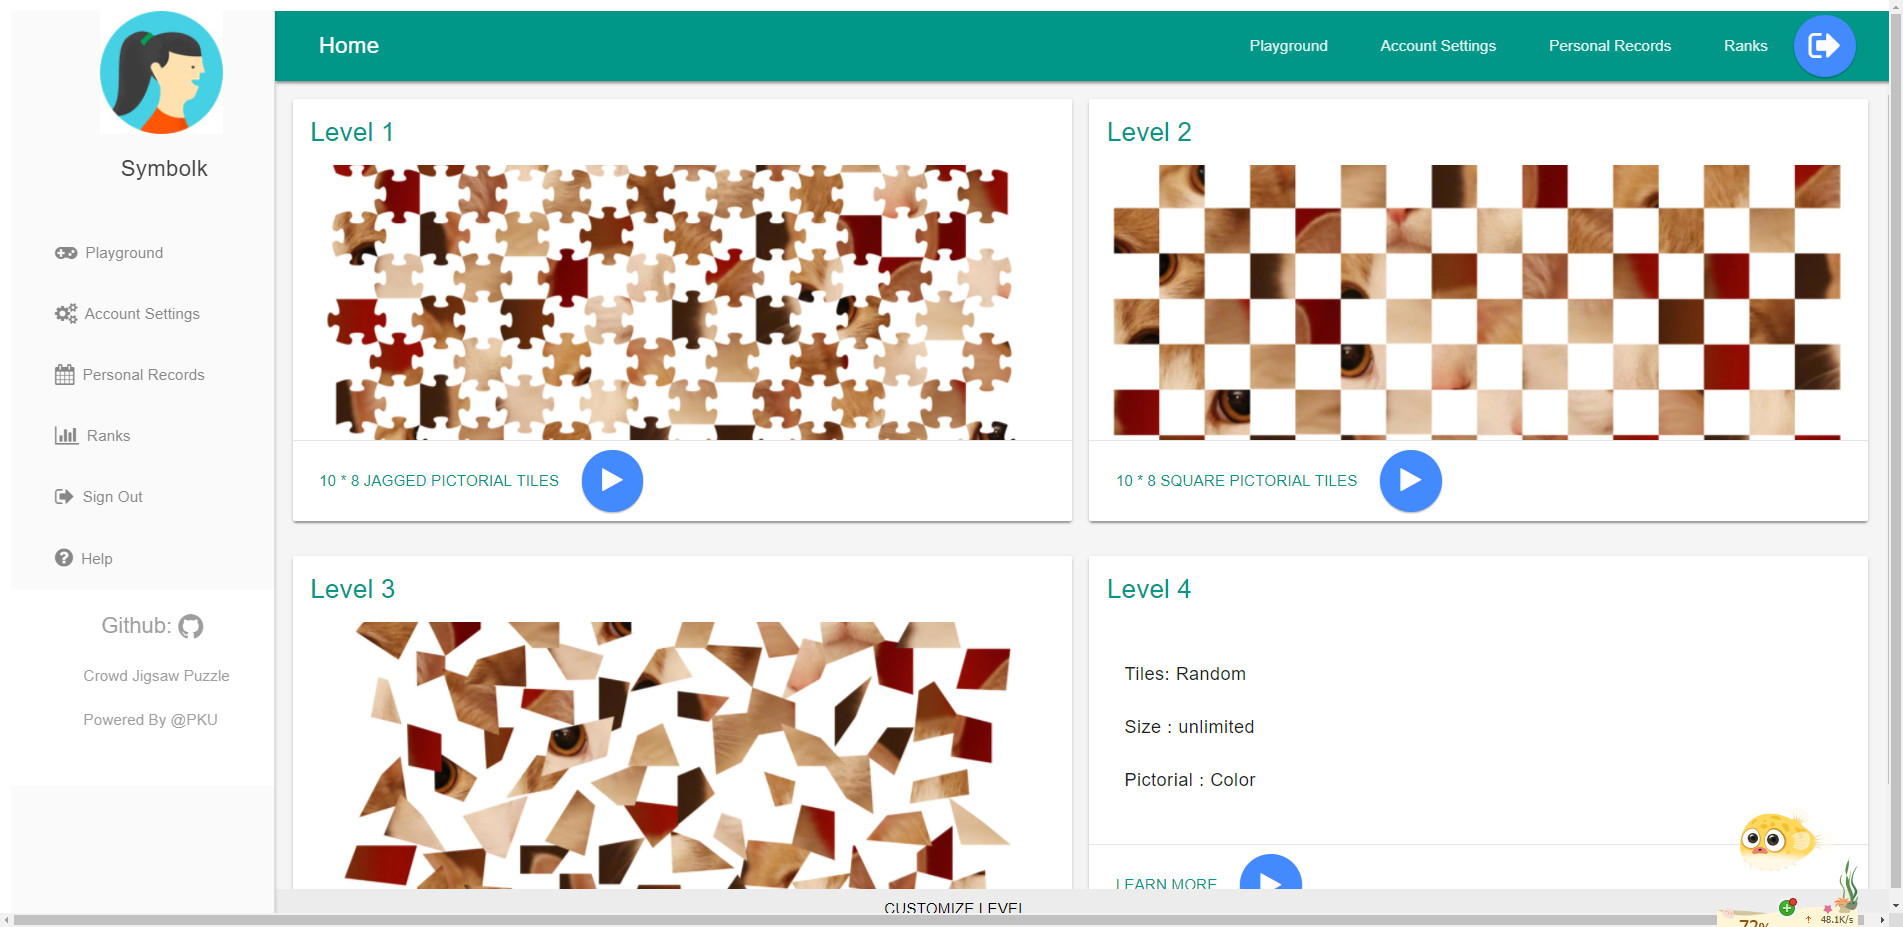 Symbolk
Playground
Account Settings
Personal Records
Ranks
Sign Out
Help
Github:
Crowd Jigsaw Puzzle
Powered By @PKU
Home
Playground
Account Settings
Personal Records
Ranks
Level 1
10 * 8 JAGGED PICTORIAL TILES
Level 2
10 * 8 SQUARE PICTORIAL TILES
Level 3
Level 4
Tiles: Random
Size : unlimited
Pictorial : Color
LEARN MORE
CUSTOMIZE LEVEL
72%
48.1K/s